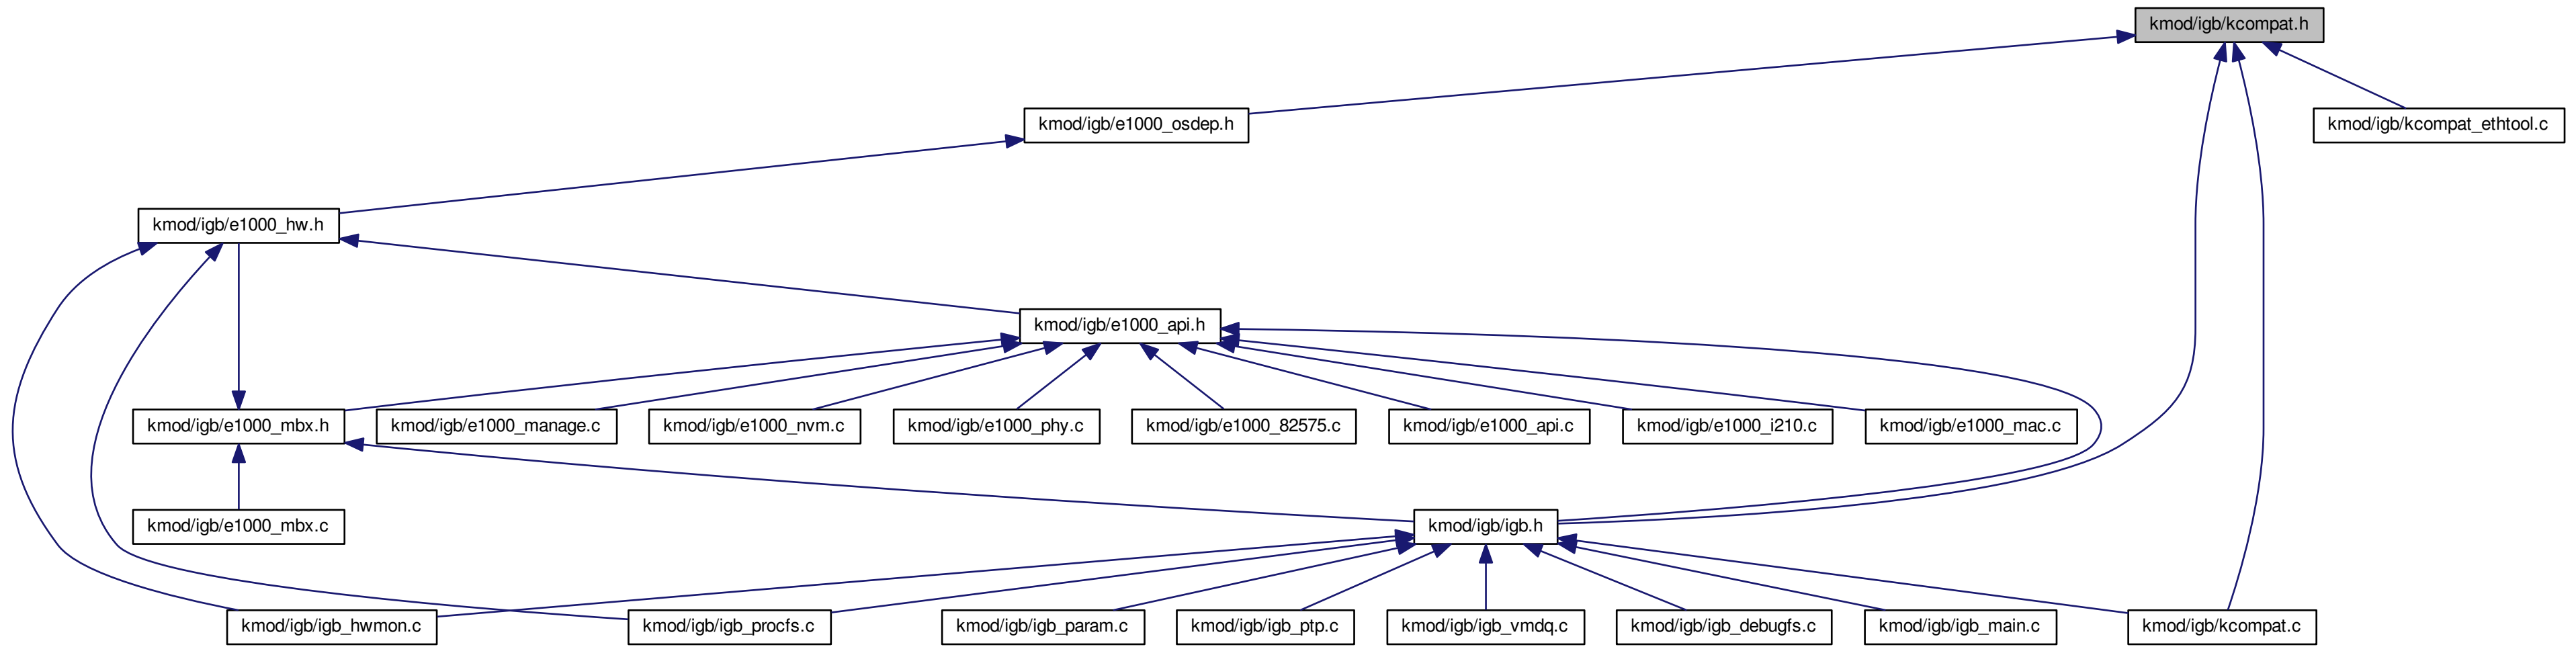 kmod/igb/kcompat.h
kmod/igb/e1000_osdep.h
kmod/igb/kcompat_ethtool.c
kmod/igb/e1000_hw.h
kmod/igb/e1000_api.h
kmod/igb/e1000_mbx.h
kmod/igb/e1000_manage.c
kmod/igb/e1000_nvm.c
kmod/igb/e1000_phy.c
kmod/igb/e1000_82575.c
kmod/igb/e1000_api.c
kmod/igb/e1000_i210.c
kmod/igb/e1000_mac.c
kmod/igb/e1000_mbx.c
kmod/igb/igb.h
kmod/igb/igb_hwmon.c
kmod/igb/igb_procfs.c
kmod/igb/igb_param.c
kmod/igb/igb_ptp.c
kmod/igb/igb_vmdq.c
kmod/igb/igb_debugfs.c
kmod/igb/igb_main.c
kmod/igb/kcompat.c